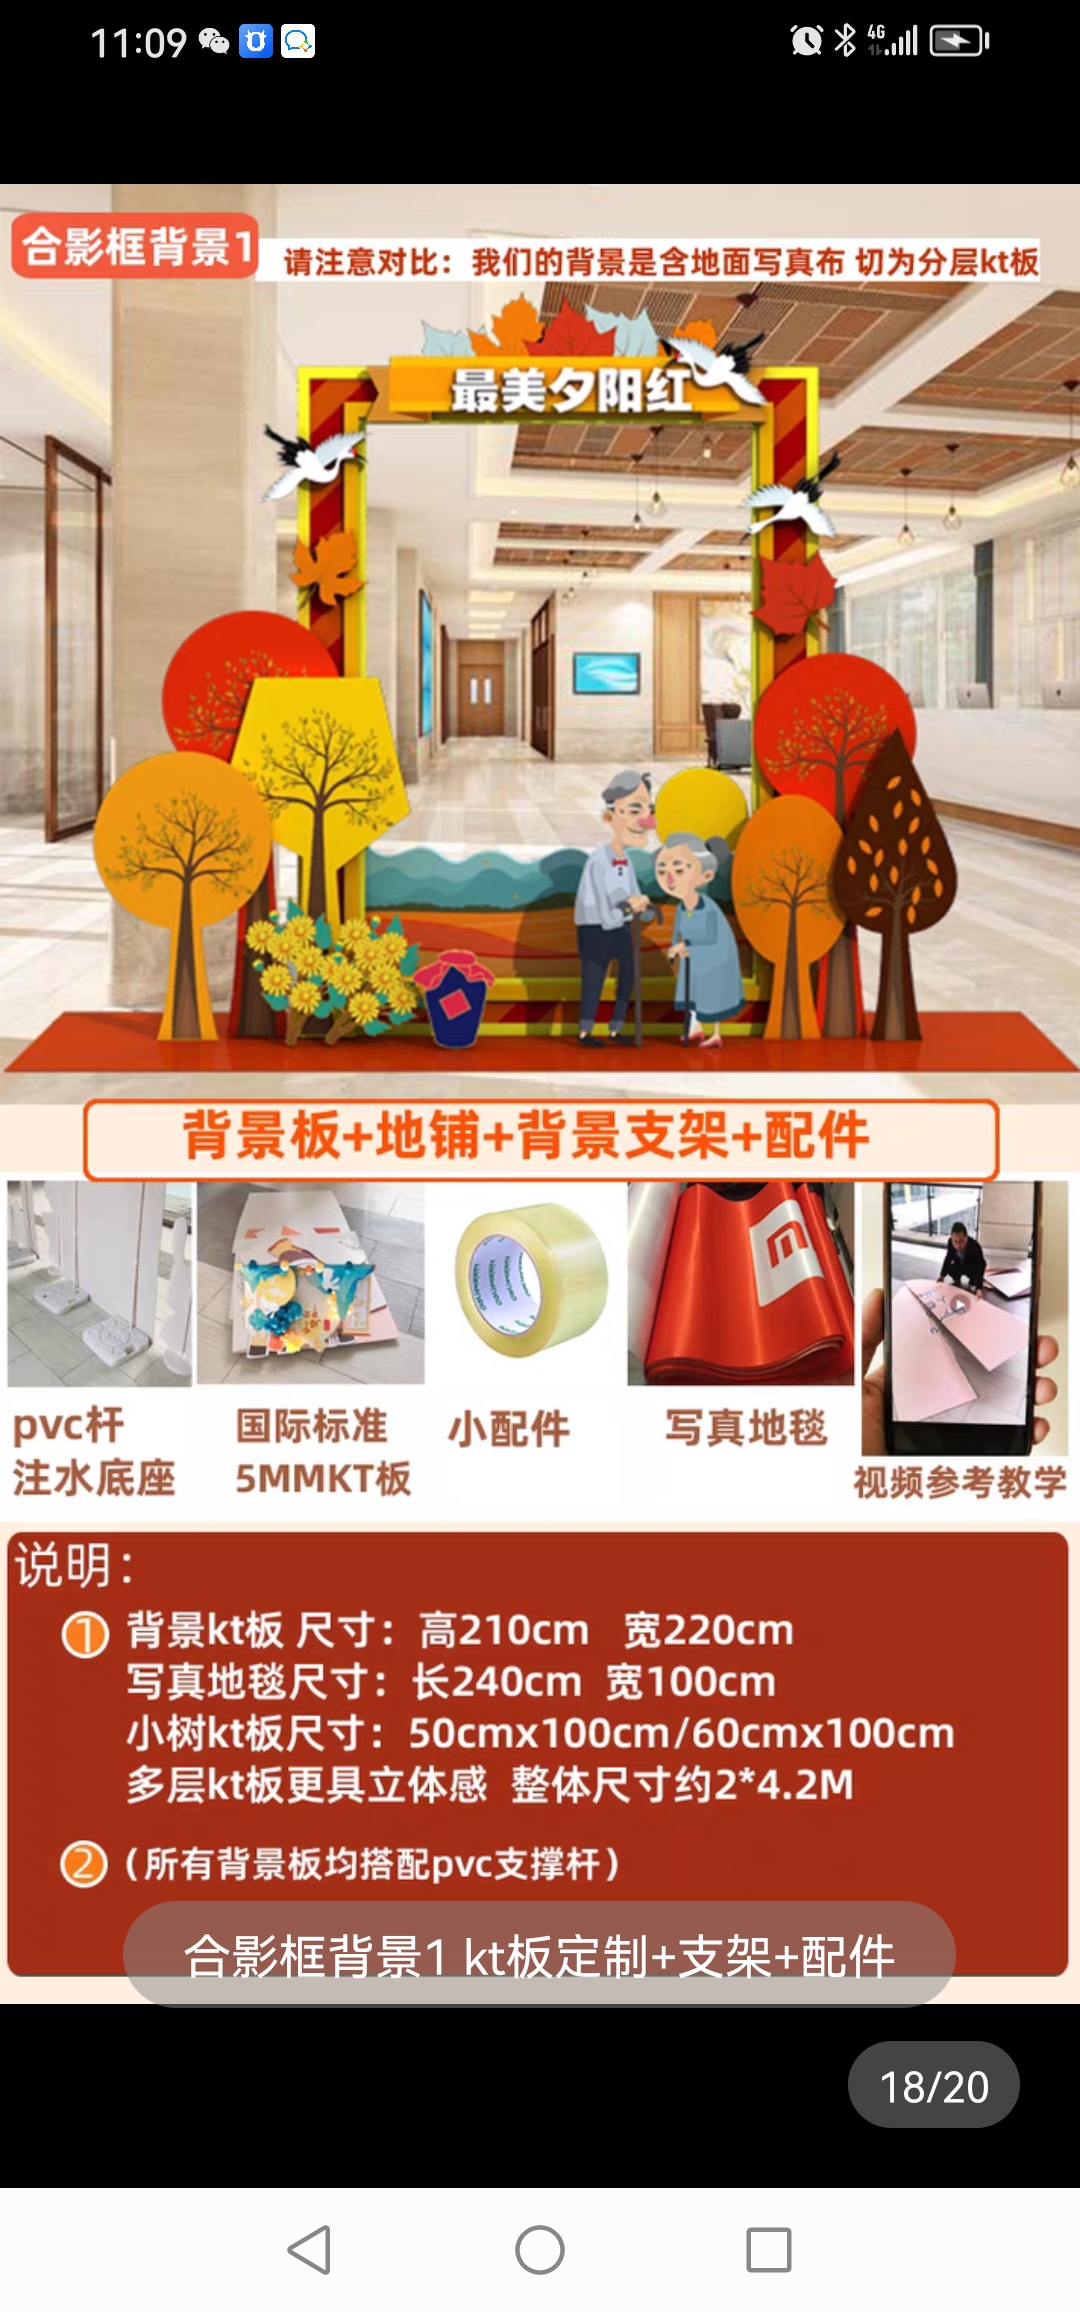 11:09
4G
合影框背景1
请注意对比：我们的背景是含地面写真布 切为分层kt板
最美夕阳红
背景板+地铺+背景支架+配件
pvc杆
注水底座
国际标准
5MMKT板
小配件
写真地毯
视频参考教学
说明：
① 背景kt板 尺寸：高210cm 宽220cm
写真地毯尺寸：长240cm 宽100cm
小树kt板尺寸：50cmx100cm/60cmx100cm
多层kt板更具立体感 整体尺寸约2*4.2M
② （所有背景板均搭配pvc支撑杆）
合影框背景1 kt板定制+支架+配件
18/20